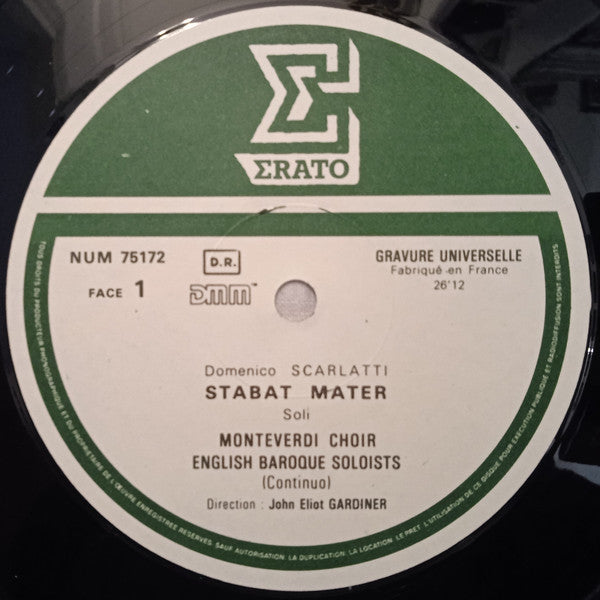 ΣRATO
NUM 75172
D.R.
GRAVURE UNIVERSELLE
Fabriqué en France
FACE 1
DMM™
26'12
Domenico SCARLATTI
STABAT MATER
Soli
MONTEVERDI CHOIR
ENGLISH BAROQUE SOLOISTS
(Continuo)
Direction : John Eliot GARDINER
TOUS DROITS DU PRODUCTEUR PHONOGRAPHIQUE ET DU PROPRIETAIRE DE L'ŒUVRE ENREGISTREE RESERVES. SAUF AUTORISATION, LA DUPLICATION, LA LOCATION, LE PRET, L'UTILISATION DE CE DISQUE POUR EXECUTION PUBLIQUE ET RADIODIFFUSION SONT INTERDITS